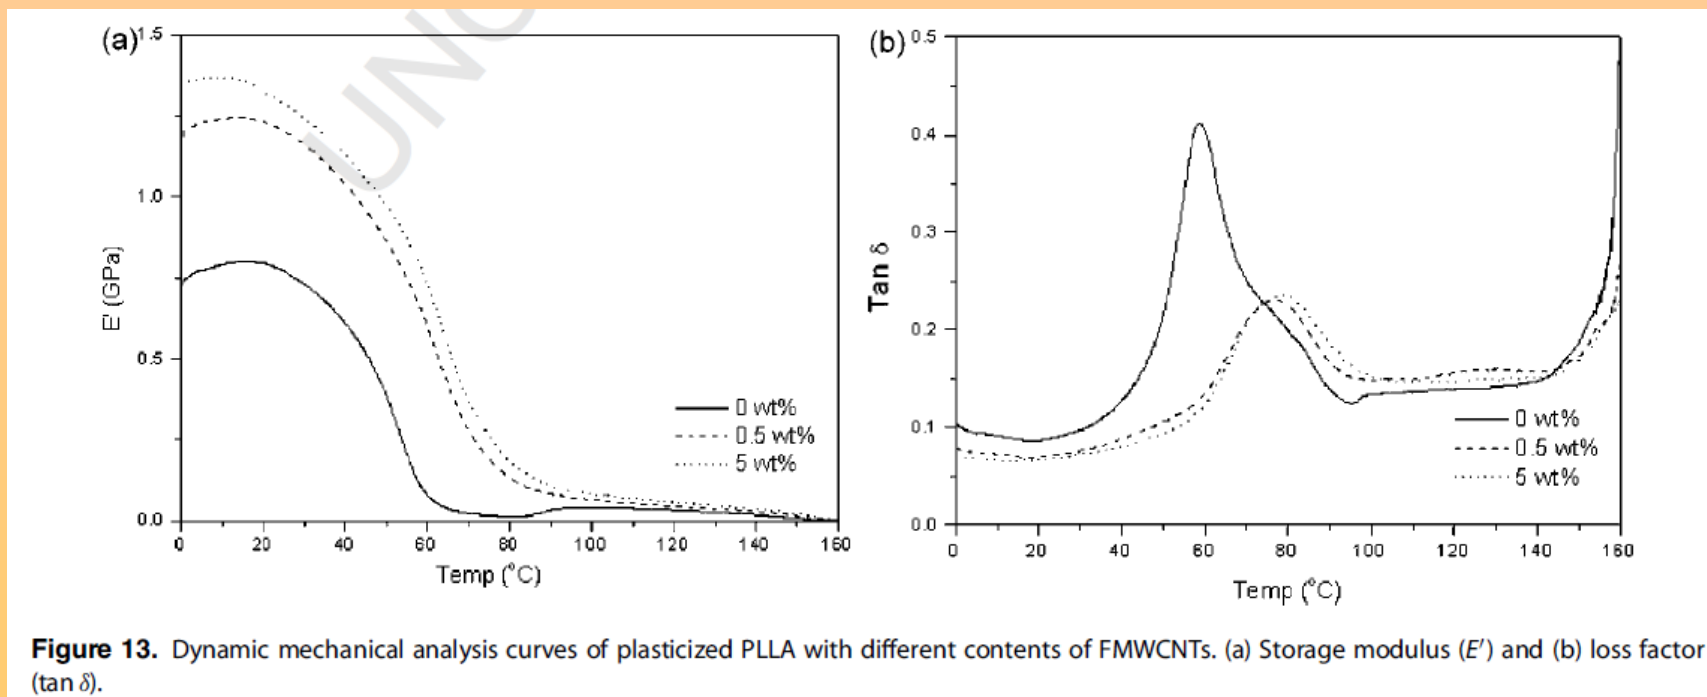 (a)
1.5
1.0
0.5
0.0
E' (GPa)
0 20 40 60 80 100 120 140 160
Temp (°C)
0 wt%
0.5 wt%
5 wt%
UNC
(b)
0.5
0.4
0.3
0.2
0.1
0.0
Tan δ
0 20 40 60 80 100 120 140 160
Temp (°C)
0 wt%
0.5 wt%
5 wt%
Figure 13. Dynamic mechanical analysis curves of plasticized PLLA with different contents of FMWCNTs. (a) Storage modulus (E′) and (b) loss factor
(tan δ).